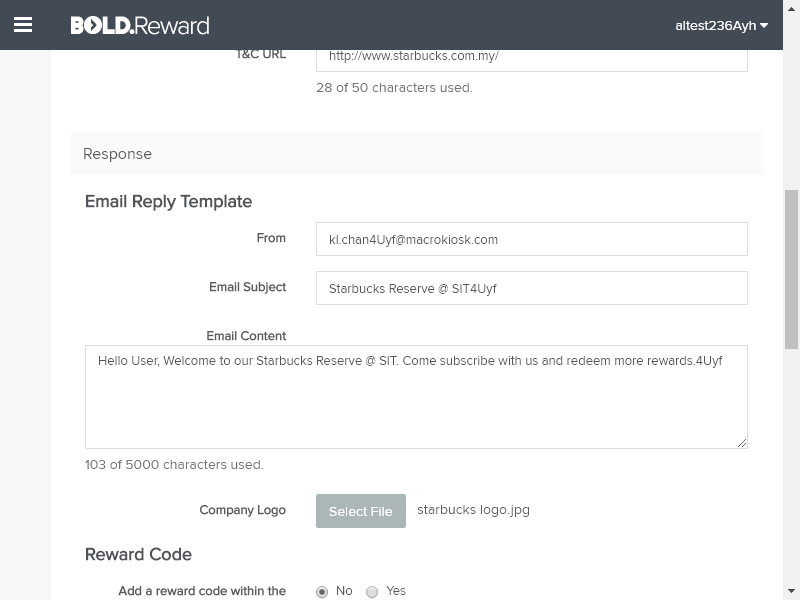 BOLD.Reward
altest236Ayh
T&C URL
http://www.starbucks.com.my/
28 of 50 characters used.
Response
Email Reply Template
From
kl.chan4Uyf@macrokiosk.com
Email Subject
Starbucks Reserve @ SIT4Uyf
Email Content
Hello User, Welcome to our Starbucks Reserve @ SIT. Come subscribe with us and redeem more rewards.4Uyf
103 of 5000 characters used.
Company Logo
Select File
starbucks logo.jpg
Reward Code
Add a reward code within the
No
Yes